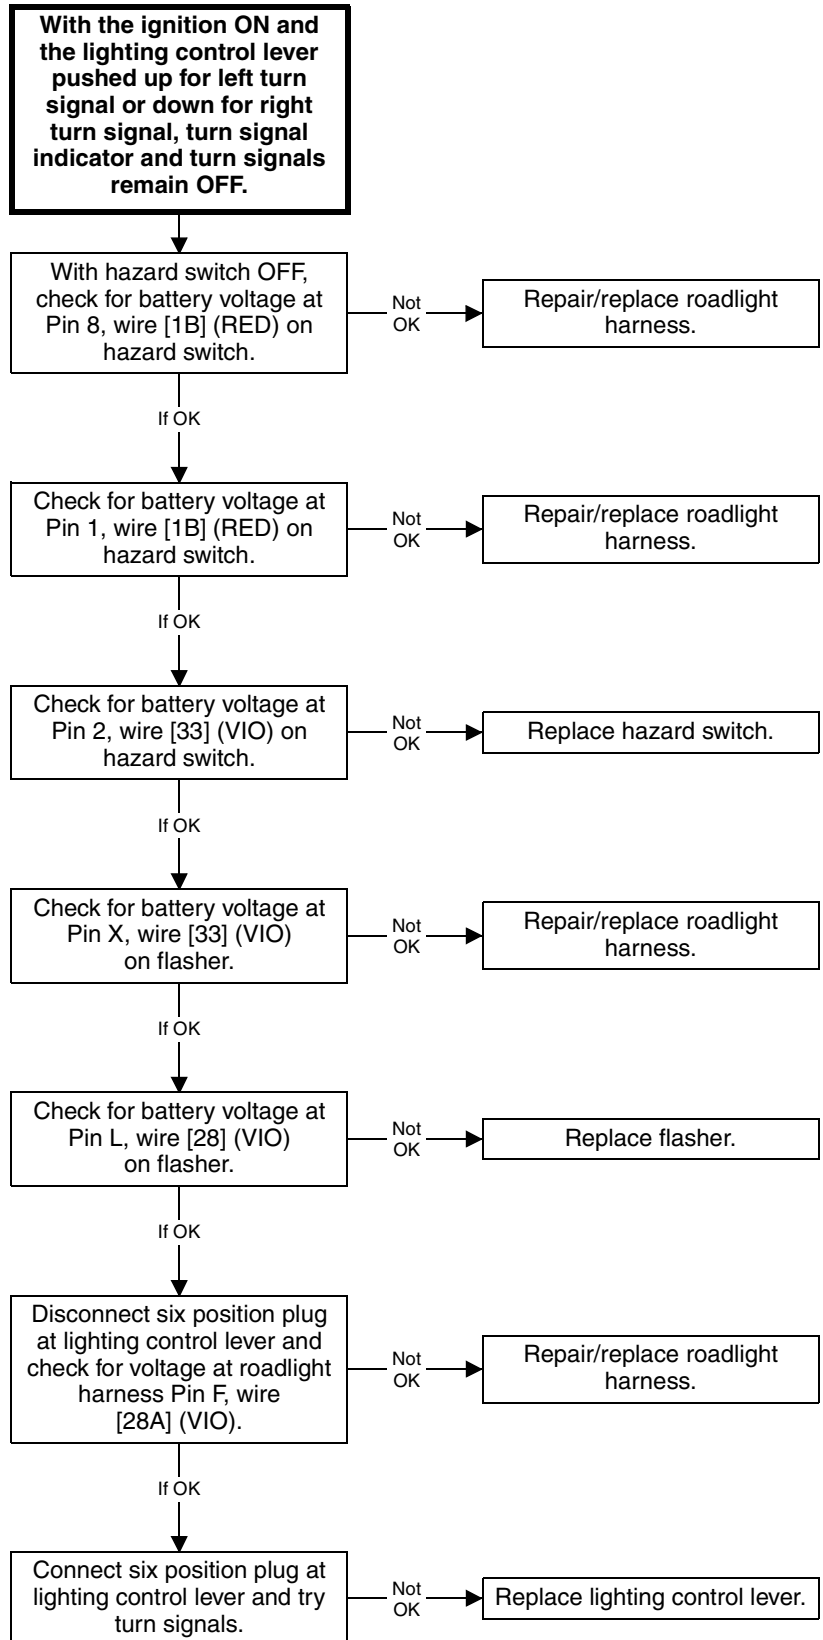 With the ignition ON and
the lighting control lever
pushed up for left turn
signal or down for right
turn signal, turn signal
indicator and turn signals
remain OFF.
With hazard switch OFF,
check for battery voltage at
Pin 8, wire [1B] (RED) on
hazard switch.
Not
OK
Repair/replace roadlight
harness.
If OK
Check for battery voltage at
Pin 1, wire [1B] (RED) on
hazard switch.
Not
OK
Repair/replace roadlight
harness.
If OK
Check for battery voltage at
Pin 2, wire [33] (VIO) on
hazard switch.
Not
OK
Replace hazard switch.
If OK
Check for battery voltage at
Pin X, wire [33] (VIO)
on flasher.
Not
OK
Repair/replace roadlight
harness.
If OK
Check for battery voltage at
Pin L, wire [28] (VIO)
on flasher.
Not
OK
Replace flasher.
If OK
Disconnect six position plug
at lighting control lever and
check for voltage at roadlight
harness Pin F, wire
[28A] (VIO).
Not
OK
Repair/replace roadlight
harness.
If OK
Connect six position plug at
lighting control lever and try
turn signals.
Not
OK
Replace lighting control lever.